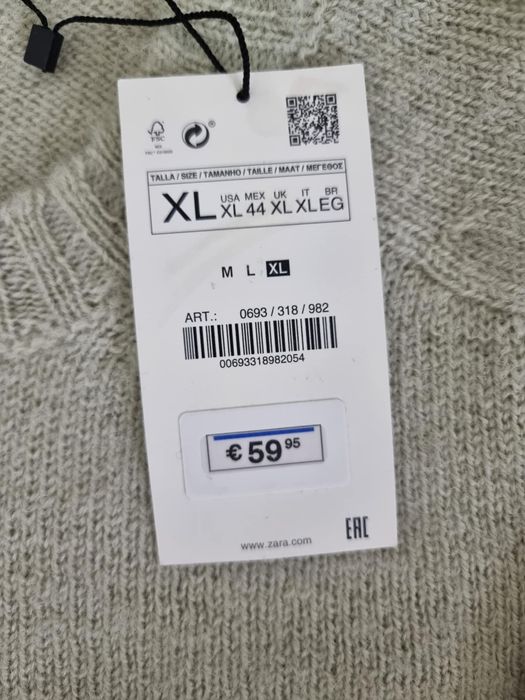 FSC
®
TALLA / SIZE / TAMANHO / TAILLE / MAAT / ΜΕΓΕΘΟΣ
USA MEX UK IT BR
XL XL 44 XL XL EG
M L XL
ART.: 0693 / 318 / 982
00693318982054
€ 59 95
www.zara.com
EAC